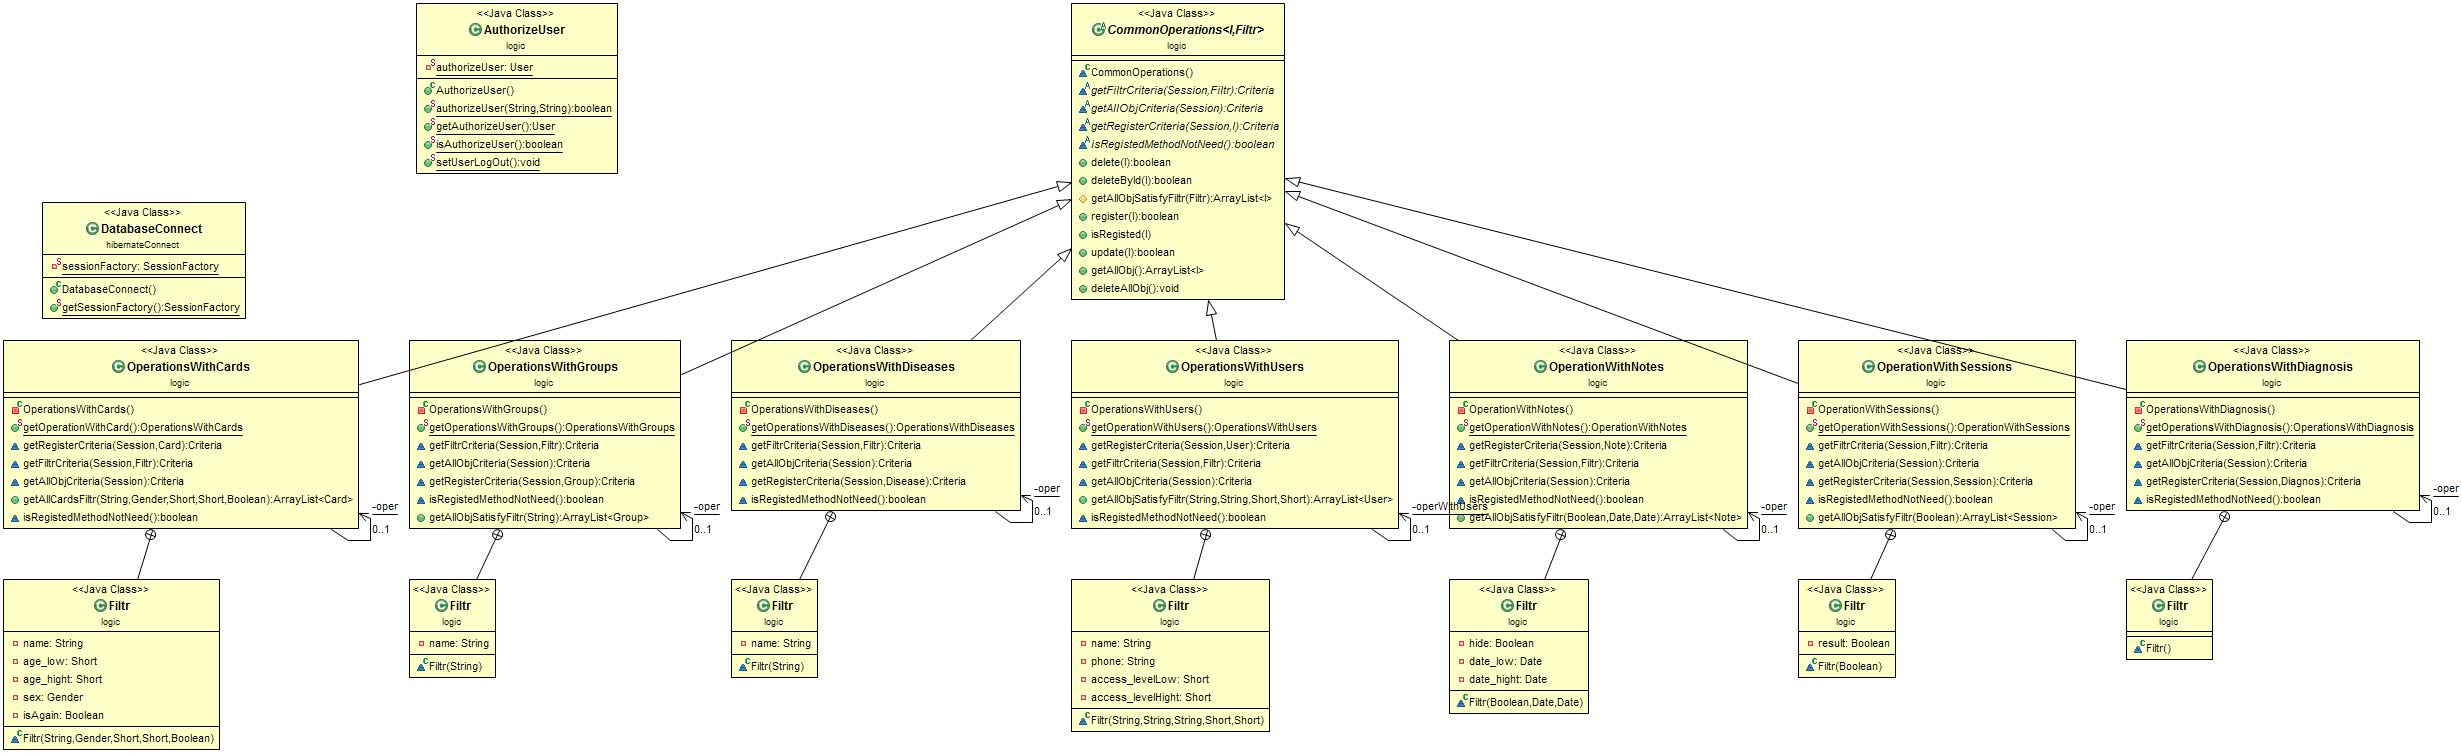 <<Java Class>>
AuthorizeUser
logic
authorizeUser: User
AuthorizeUser()
authorizeUser(String,String):boolean
getAuthorizeUser():User
isAuthorizeUser():boolean
setUserLogOut():void
<<Java Class>>
CommonOperations<I,Filtr>
logic
CommonOperations()
getFiltrCriteria(Session,Filtr):Criteria
getAllObjCriteria(Session):Criteria
getRegisterCriteria(Session,I):Criteria
isRegistedMethodNotNeed():boolean
delete(I):boolean
deleteById(I):boolean
getAllObjSatisfyFiltr(Filtr):ArrayList<I>
register(I):boolean
isRegisted(I)
update(I):boolean
getAllObj():ArrayList<I>
deleteAllObj():void
<<Java Class>>
DatabaseConnect
hibernateConnect
sessionFactory: SessionFactory
DatabaseConnect()
getSessionFactory():SessionFactory
<<Java Class>>
OperationsWithCards
logic
OperationsWithCards()
getOperationWithCard():OperationsWithCards
getRegisterCriteria(Session,Card):Criteria
getFiltrCriteria(Session,Filtr):Criteria
getAllObjCriteria(Session):Criteria
getAllCardsFiltr(String,Gender,Short,Short,Boolean):ArrayList<Card>
isRegistedMethodNotNeed():boolean
-oper
0..1
<<Java Class>>
OperationsWithGroups
logic
OperationsWithGroups()
getOperationsWithGroups():OperationsWithGroups
getFiltrCriteria(Session,Filtr):Criteria
getAllObjCriteria(Session):Criteria
getRegisterCriteria(Session,Group):Criteria
isRegistedMethodNotNeed():boolean
getAllObjSatisfyFiltr(String):ArrayList<Group>
-oper
0..1
<<Java Class>>
OperationsWithDiseases
logic
OperationsWithDiseases()
getOperationsWithDiseases():OperationsWithDiseases
getFiltrCriteria(Session,Filtr):Criteria
getAllObjCriteria(Session):Criteria
getRegisterCriteria(Session,Disease):Criteria
isRegistedMethodNotNeed():boolean
-oper
0..1
<<Java Class>>
OperationsWithUsers
logic
OperationsWithUsers()
getOperationWithUsers():OperationsWithUsers
getRegisterCriteria(Session,User):Criteria
getFiltrCriteria(Session,Filtr):Criteria
getAllObjCriteria(Session):Criteria
getAllObjSatisfyFiltr(String,String,Short,Short):ArrayList<User>
isRegistedMethodNotNeed():boolean
-operWithUsers
0..1
<<Java Class>>
OperationWithNotes
logic
OperationWithNotes()
getOperationWithNotes():OperationWithNotes
getRegisterCriteria(Session,Note):Criteria
getFiltrCriteria(Session,Filtr):Criteria
getAllObjCriteria(Session):Criteria
isRegistedMethodNotNeed():boolean
getAllObjSatisfyFiltr(Boolean,Date,Date):ArrayList<Note>
-oper
0..1
<<Java Class>>
OperationWithSessions
logic
OperationWithSessions()
getOperationWithSessions():OperationWithSessions
getFiltrCriteria(Session,Filtr):Criteria
getAllObjCriteria(Session):Criteria
getRegisterCriteria(Session,Session):Criteria
isRegistedMethodNotNeed():boolean
getAllObjSatisfyFiltr(Boolean):ArrayList<Session>
-oper
0..1
<<Java Class>>
OperationsWithDiagnosis
logic
OperationsWithDiagnosis()
getOperationsWithDiagnosis():OperationsWithDiagnosis
getFiltrCriteria(Session,Filtr):Criteria
getAllObjCriteria(Session):Criteria
getRegisterCriteria(Session,Diagnos):Criteria
isRegistedMethodNotNeed():boolean
-oper
0..1
<<Java Class>>
Filtr
logic
name: String
age_low: Short
age_hight: Short
sex: Gender
isAgain: Boolean
Filtr(String,Gender,Short,Short,Boolean)
<<Java Class>>
Filtr
logic
name: String
Filtr(String)
<<Java Class>>
Filtr
logic
name: String
Filtr(String)
<<Java Class>>
Filtr
logic
name: String
phone: String
access_levelLow: Short
access_levelHight: Short
Filtr(String,String,String,Short,Short)
<<Java Class>>
Filtr
logic
hide: Boolean
date_low: Date
date_hight: Date
Filtr(Boolean,Date,Date)
<<Java Class>>
Filtr
logic
result: Boolean
Filtr(Boolean)
<<Java Class>>
Filtr
logic
Filtr()